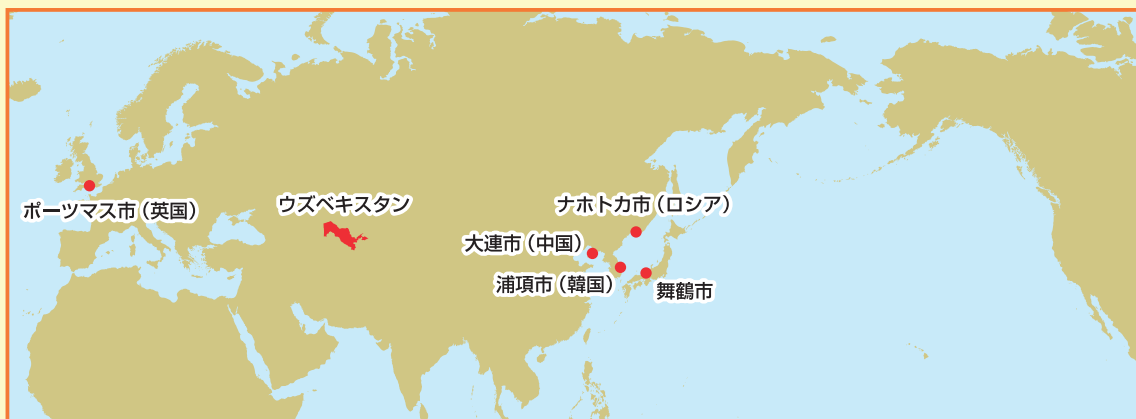 ポーツマス市（英国）
ウズベキスタン
ナホトカ市（ロシア）
大連市（中国）
浦項市（韓国）
舞鶴市